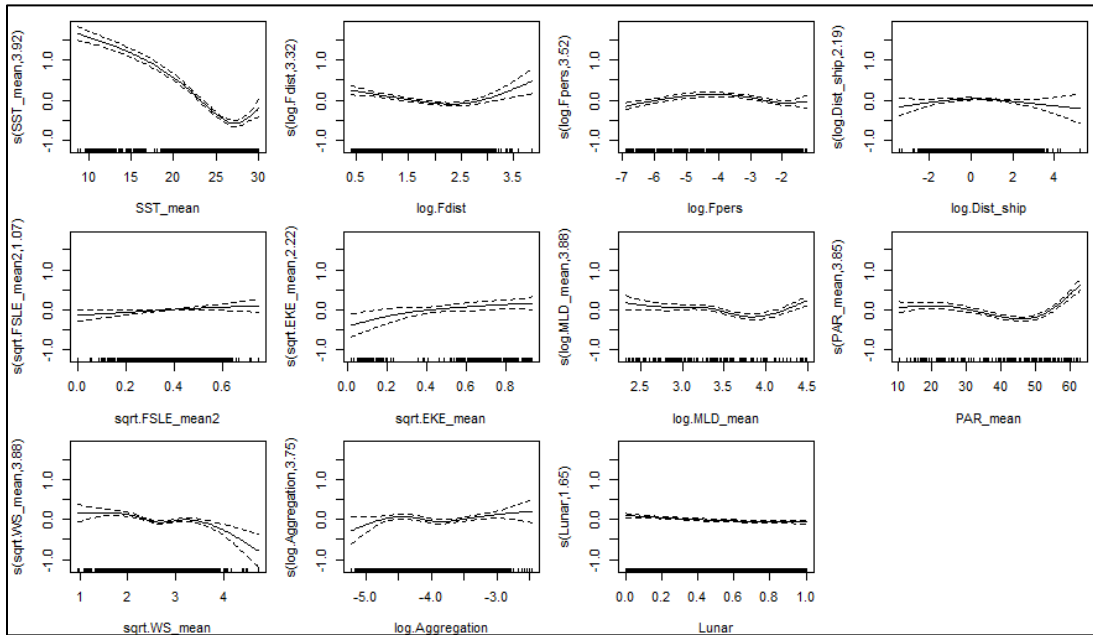 s(SST_mean,3.92)
-1.0 0.0 1.0
10 15 20 25 30
SST_mean
s(log.Fdist,3.32)
-1.0 0.0 1.0
0.5 1.5 2.5 3.5
log.Fdist
s(log.Fpers,3.52)
-1.0 0.0 1.0
-7 -6 -5 -4 -3 -2
log.Fpers
s(log.Dist_ship,2.19)
-1.0 0.0 1.0
-2 0 2 4
log.Dist_ship
s(sqrt.FSLE_mean2,1.07)
-1.0 0.0 1.0
0.0 0.2 0.4 0.6
sqrt.FSLE_mean2
s(sqrt.EKE_mean,2.22)
-1.0 0.0 1.0
0.0 0.2 0.4 0.6 0.8
sqrt.EKE_mean
s(log.MLD_mean,3.88)
-1.0 0.0 1.0
2.5 3.0 3.5 4.0 4.5
log.MLD_mean
s(PAR_mean,3.85)
-1.0 0.0 1.0
10 20 30 40 50 60
PAR_mean
s(sqrt.WS_mean,3.88)
-1.0 0.0 1.0
1 2 3 4
sqrt.WS_mean
s(log.Aggregation,3.75)
-1.0 0.0 1.0
-5.0 -4.0 -3.0
log.Aggregation
s(Lunar,1.65)
-1.0 0.0 1.0
0.0 0.2 0.4 0.6 0.8 1.0
Lunar